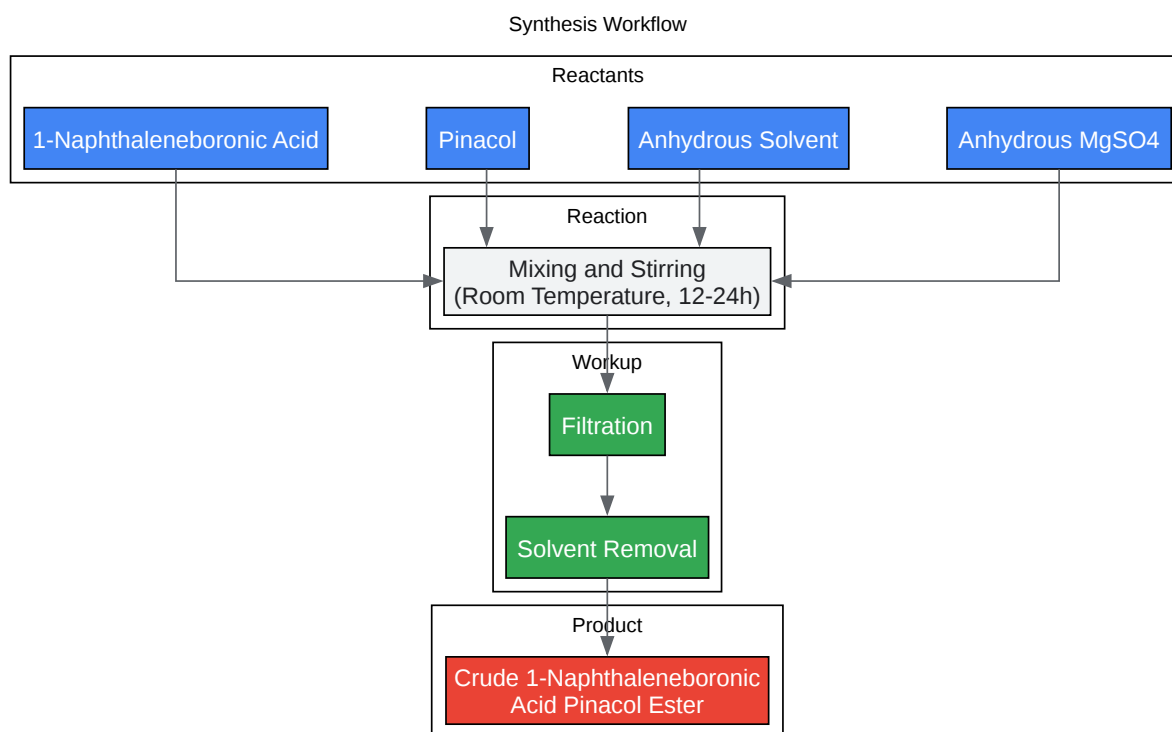 Synthesis Workflow
Reactants
1-Naphthaleneboronic Acid
Pinacol
Anhydrous Solvent
Anhydrous MgSO4
Reaction
Mixing and Stirring
(Room Temperature, 12-24h)
Workup
Filtration
Solvent Removal
Product
Crude 1-Naphthaleneboronic
Acid Pinacol Ester